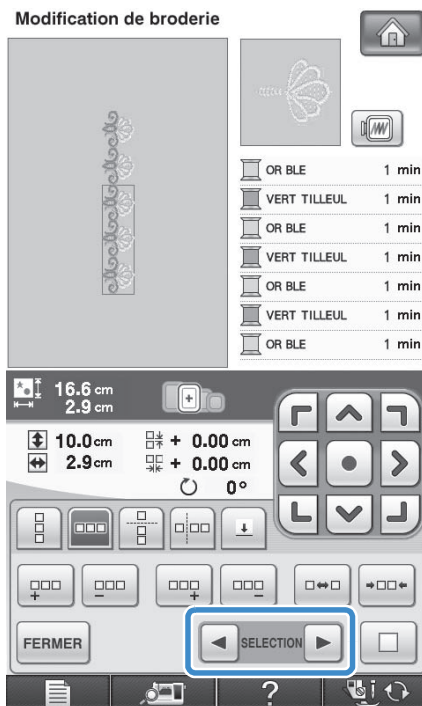 Modification de broderie
OR BLE 1 min
VERT TILLEUL 1 min
OR BLE 1 min
VERT TILLEUL 1 min
OR BLE 1 min
VERT TILLEUL 1 min
OR BLE 1 min
16.6 cm
2.9 cm
10.0 cm + 0.00 cm
2.9 cm + 0.00 cm
0°
FERMER SELECTION
?